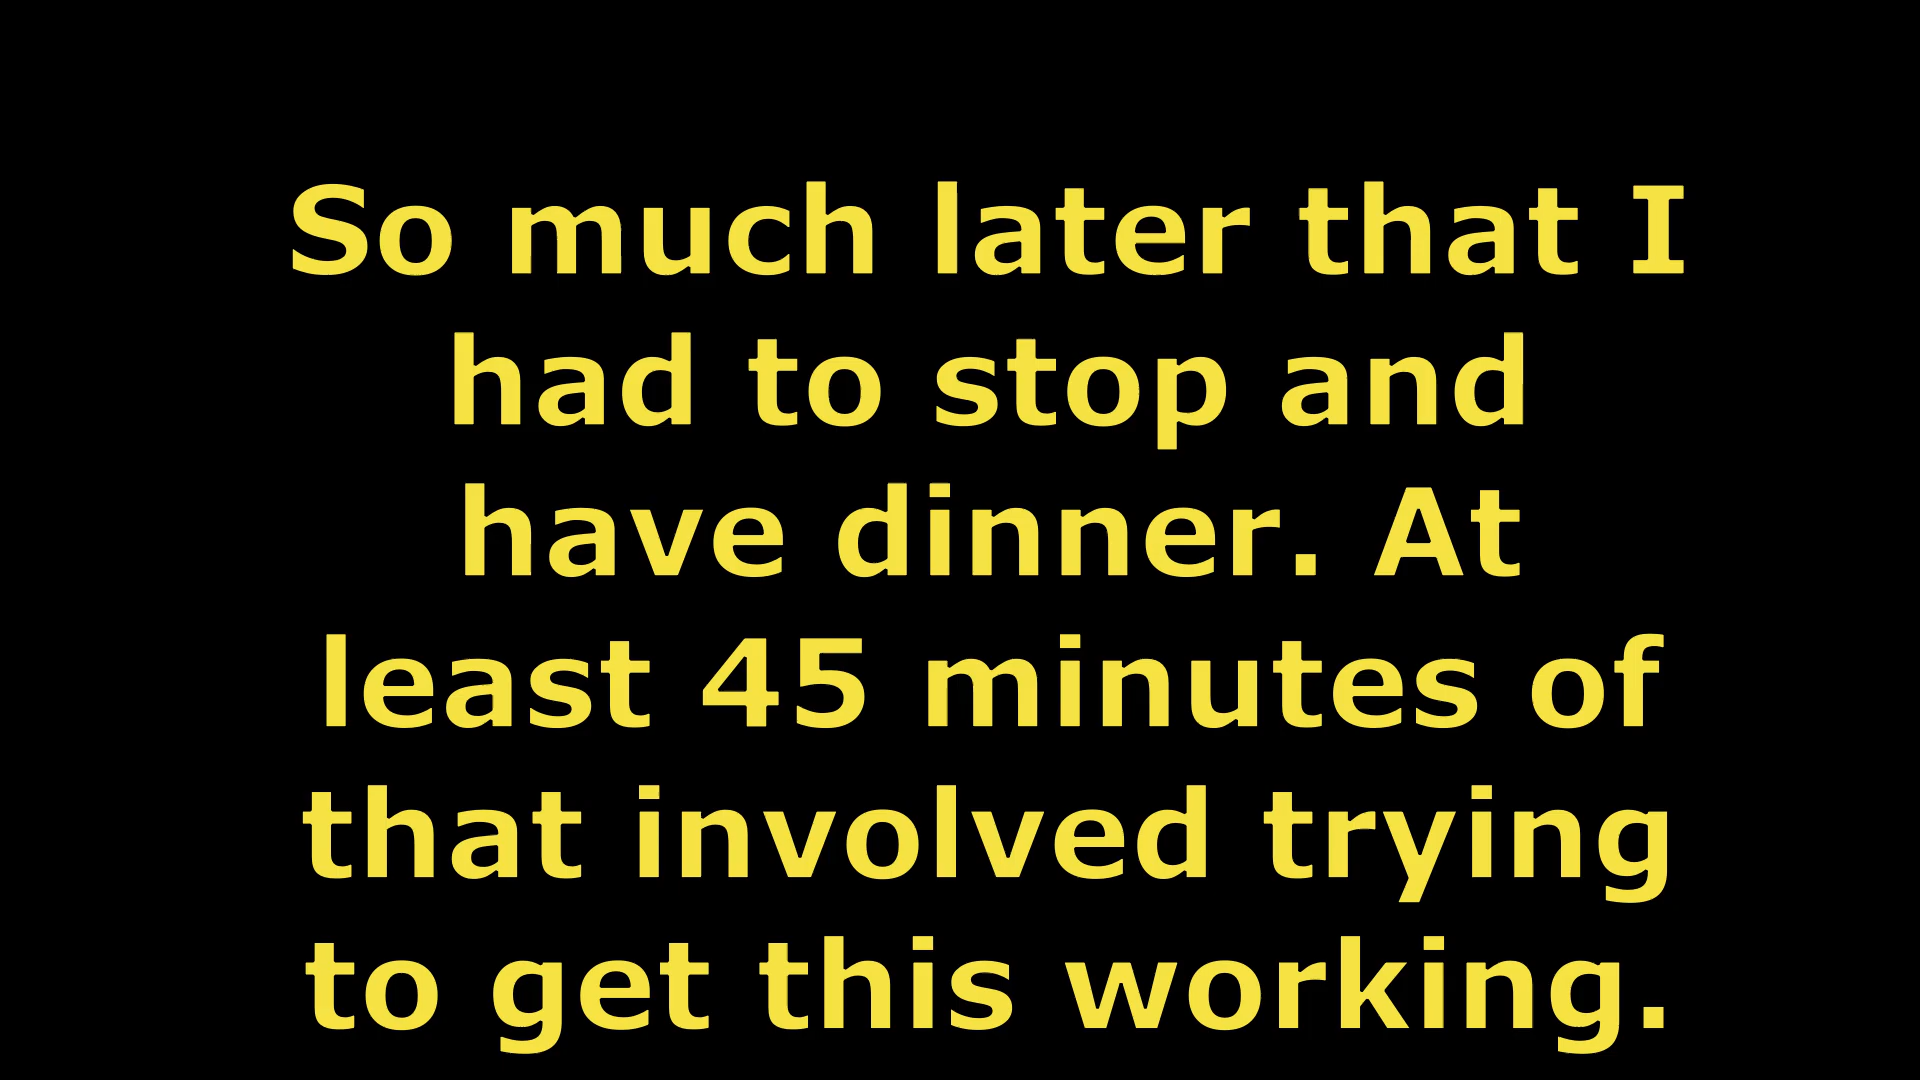 So much later that I
had to stop and
have dinner. At
least 45 minutes of
that involved trying
to get this working.